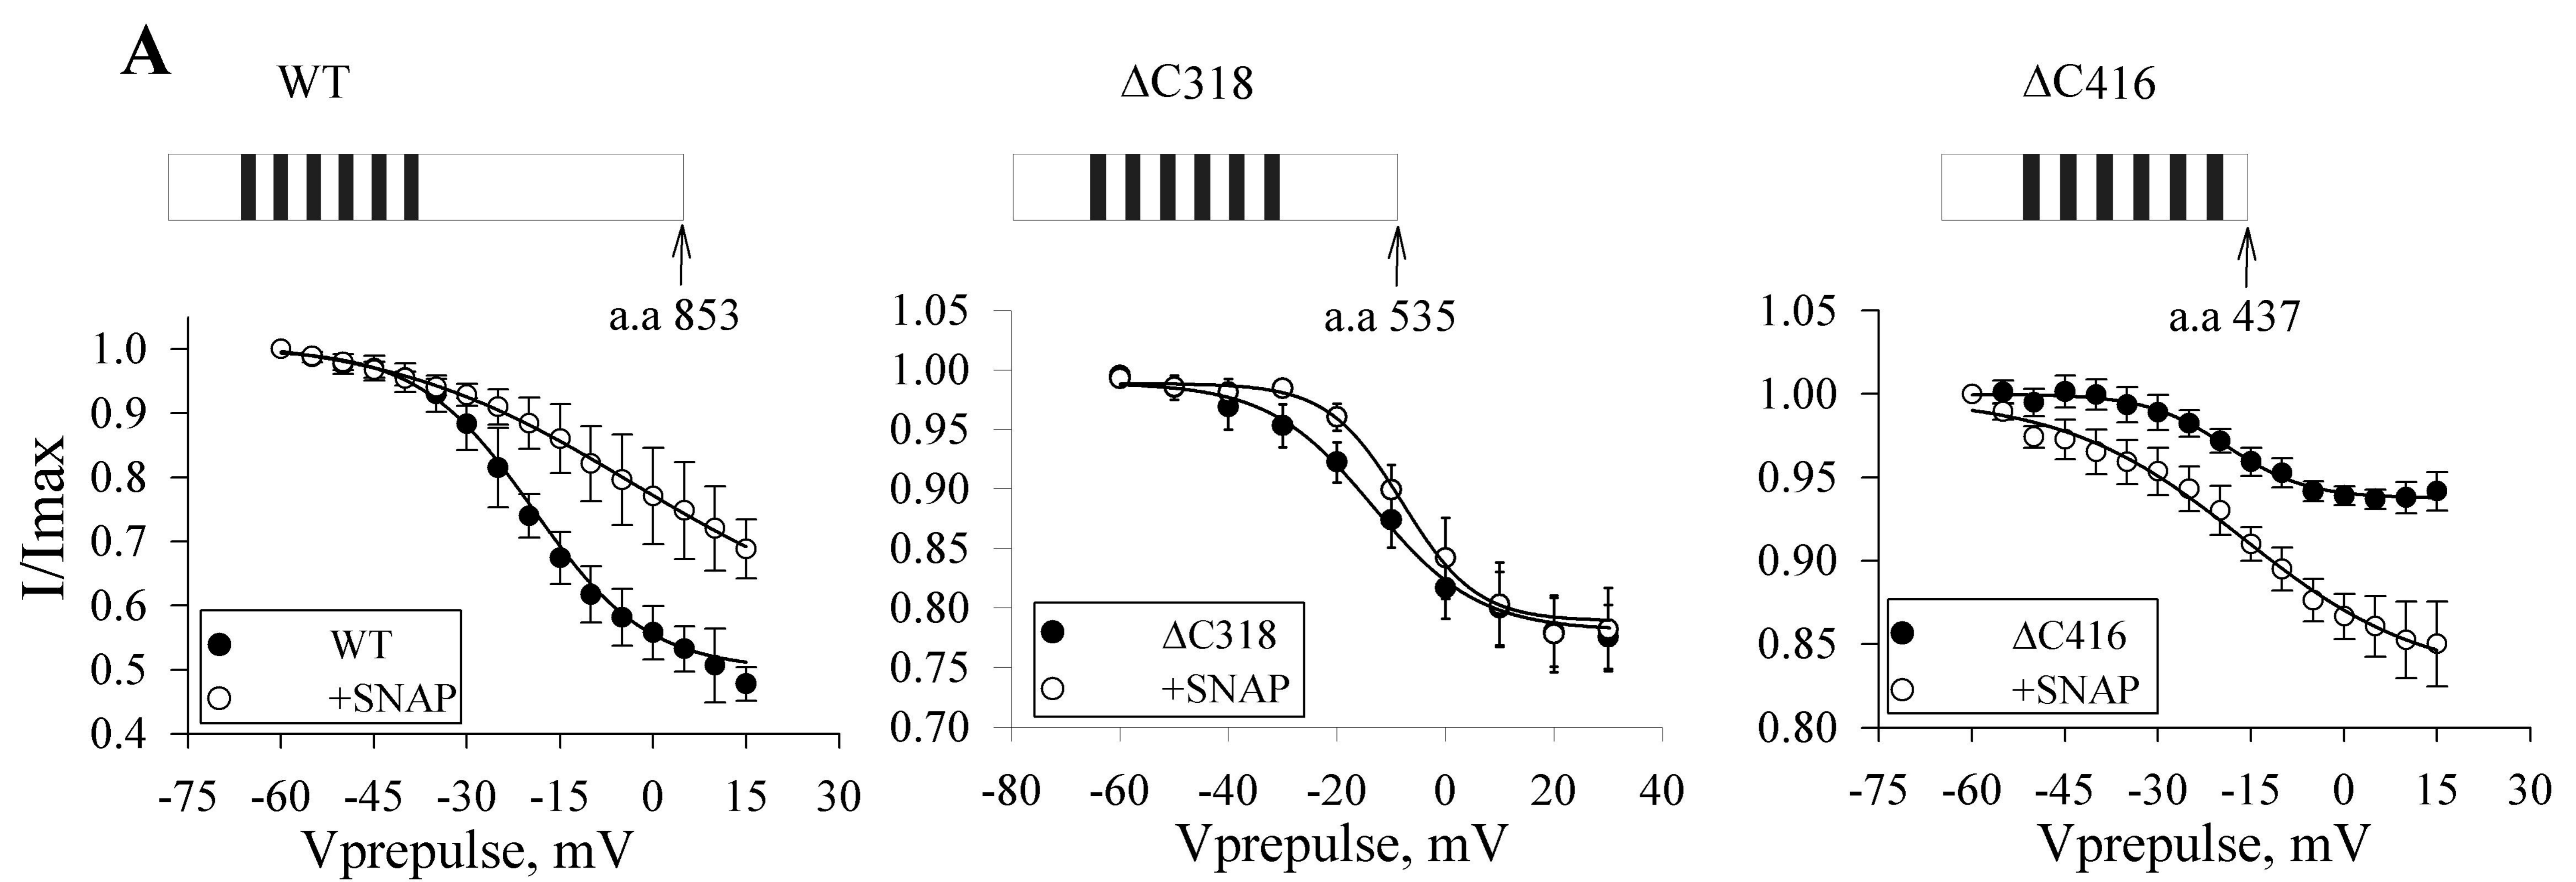 A
WT
ΔC318
ΔC416
a.a 853
a.a 535
a.a 437
I/Imax
1.0
0.9
0.8
0.7
0.6
0.5
0.4
WT
+SNAP
-75 -60 -45 -30 -15 0 15 30
Vprepulse, mV
1.05
1.00
0.95
0.90
0.85
0.80
0.75
0.70
ΔC318
+SNAP
-80 -60 -40 -20 0 20 40
Vprepulse, mV
1.05
1.00
0.95
0.90
0.85
0.80
ΔC416
+SNAP
-75 -60 -45 -30 -15 0 15 30
Vprepulse, mV